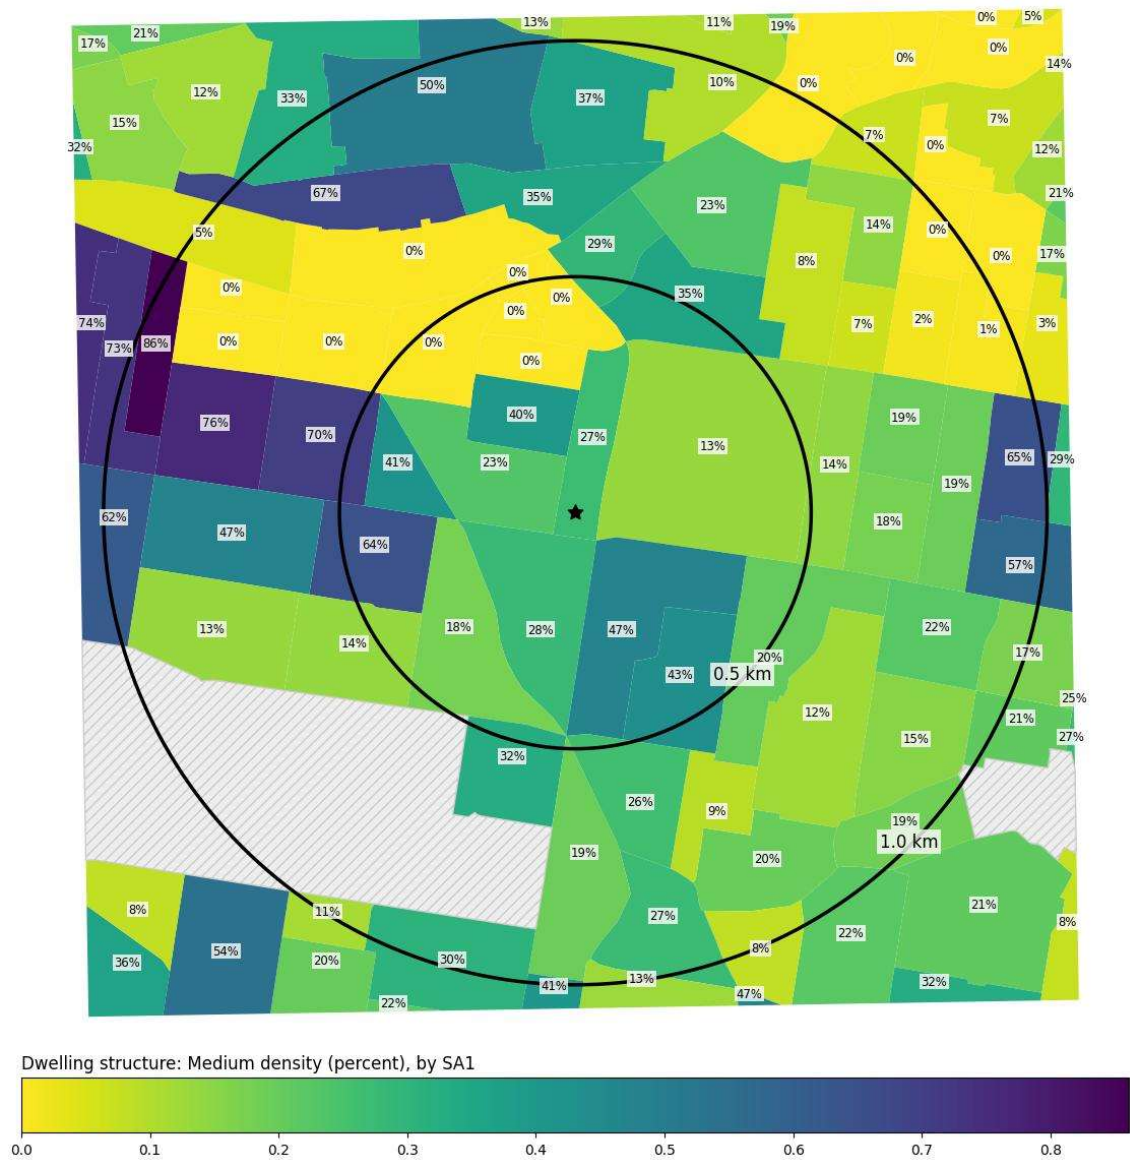 13% 11% 19% 0% 5%
17% 21% 0% 0%
50% 10% 0% 14%
12% 33% 37%
15% 7% 7%
32% 0% 12%
67% 35% 23% 21%
5% 14% 0%
0% 29% 8% 0% 17%
0%
0% 0% 35%
0%
74% 7% 2% 1% 3%
73% 86% 0% 0% 0%
0%
76% 70% 40% 27% 19%
41% 23% 13% 14% 65% 29%
19%
62% 47% 64% 18%
57%
13% 14% 18% 28% 47% 22%
20% 17%
43% 0.5 km
12% 21% 25%
32% 15% 27%
26% 9%
19% 20% 19%
1.0 km
8% 11% 27% 21% 8%
54% 22%
36% 20% 30% 8%
41% 13% 32%
22% 47%
Dwelling structure: Medium density (percent), by SA1
0.0 0.1 0.2 0.3 0.4 0.5 0.6 0.7 0.8